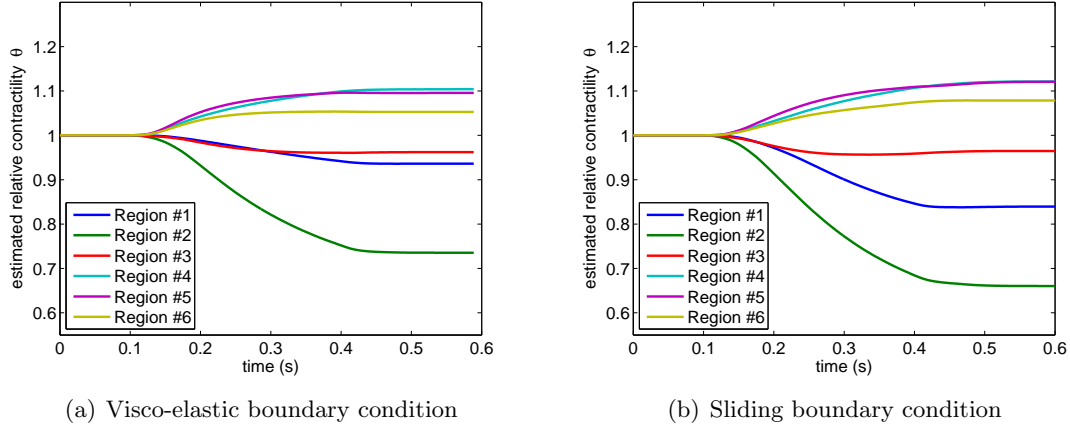 estimated relative contractility θ
1.2
1.1
1
0.9
0.8
0.7
0.6
Region #1
Region #2
Region #3
Region #4
Region #5
Region #6
0 0.1 0.2 0.3 0.4 0.5 0.6
time (s)
(a) Visco-elastic boundary condition
estimated relative contractility θ
1.2
1.1
1
0.9
0.8
0.7
0.6
Region #1
Region #2
Region #3
Region #4
Region #5
Region #6
0 0.1 0.2 0.3 0.4 0.5 0.6
time (s)
(b) Sliding boundary condition